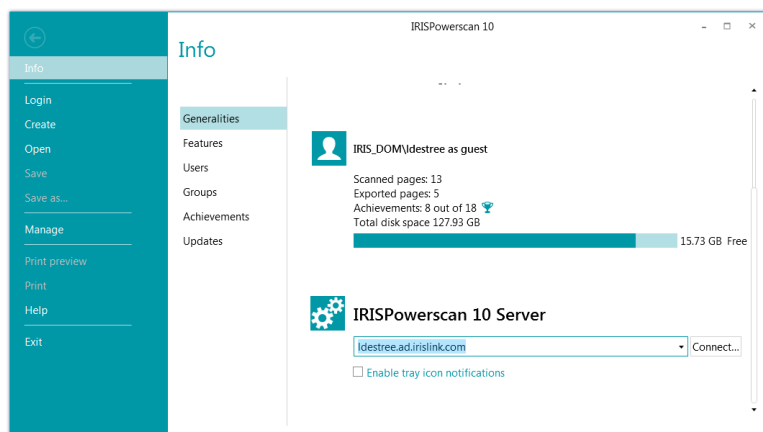 IRISPowerscan 10
Info
Info
Login
Create
Open
Save
Save as...
Manage
Print preview
Print
Help
Exit
Generalities
Features
Users
Groups
Achievements
Updates
IRIS_DOM\ldestree as guest
Scanned pages: 13
Exported pages: 5
Achievements: 8 out of 18
Total disk space 127.93 GB
15.73 GB Free
IRISPowerscan 10 Server
ldestree.ad.irislink.com
Connect...
Enable tray icon notifications